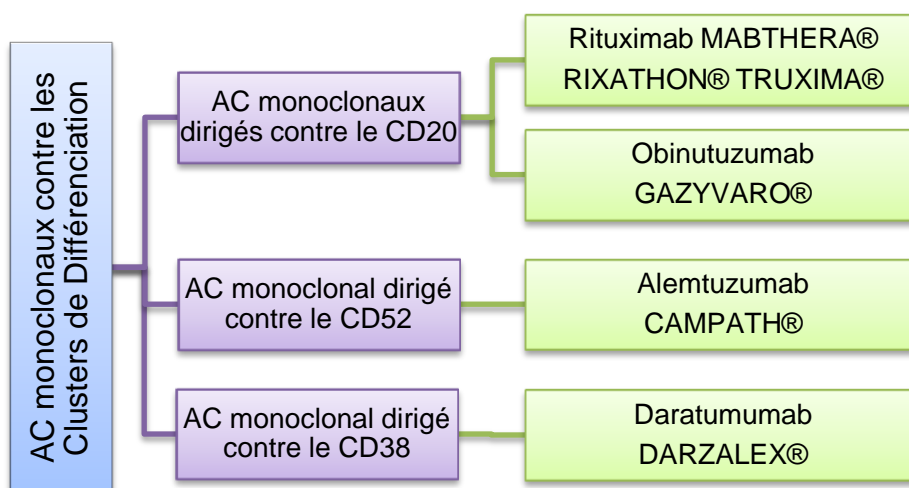 AC monoclonaux contre les
Clusters de Différenciation
AC monoclonaux
dirigés contre le CD20
Rituximab MABTHERA®
RIXATHON® TRUXIMA®
Obinutuzumab
GAZYVARO®
AC monoclonal dirigé
contre le CD52
Alemtuzumab
CAMPATH®
AC monoclonal dirigé
contre le CD38
Daratumumab
DARZALEX®